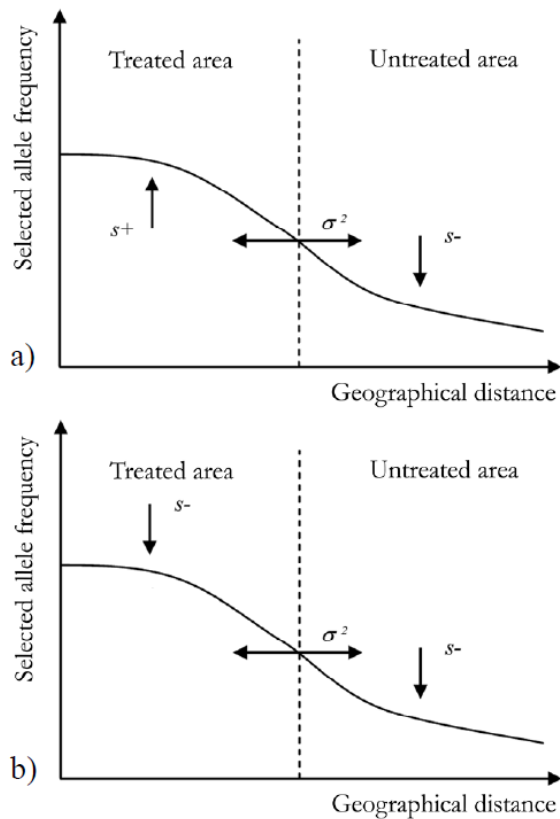 Selected allele frequency
Treated area
Untreated area
s+
σ²
s-
a)
Geographical distance
Selected allele frequency
Treated area
Untreated area
s-
σ²
s-
b)
Geographical distance